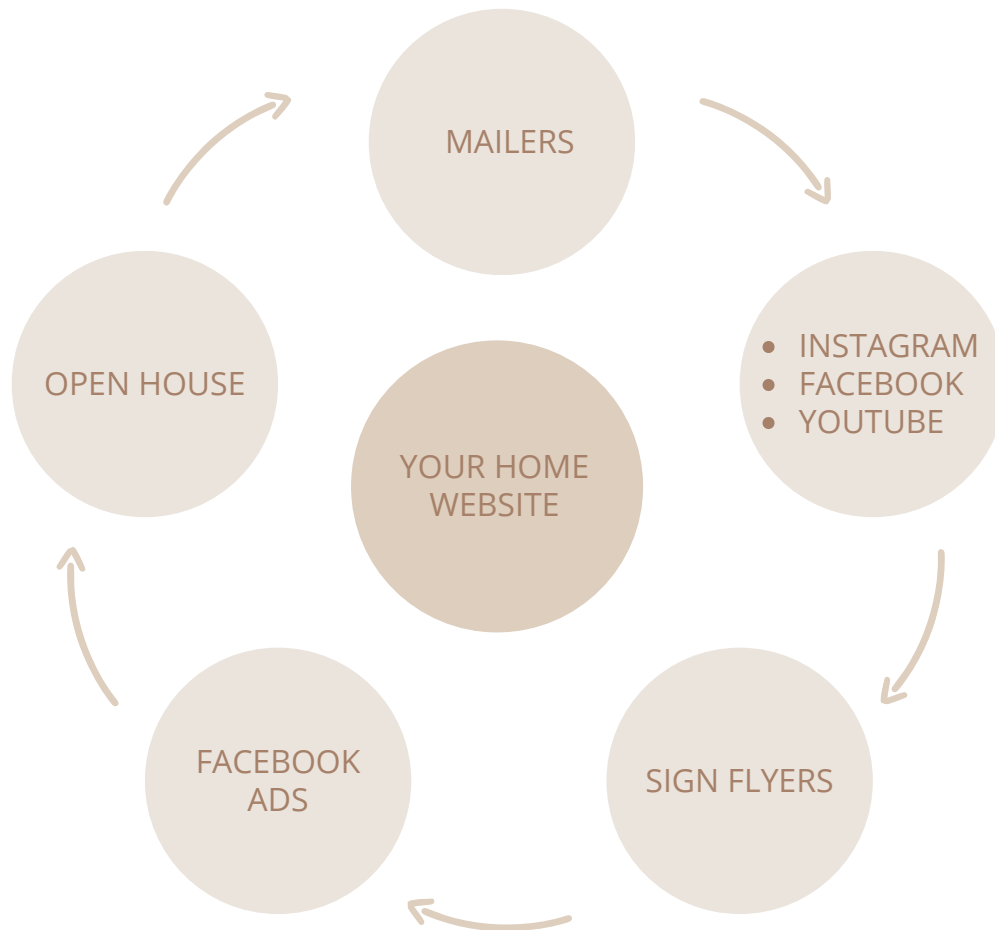 MAILERS
• INSTAGRAM
• FACEBOOK
• YOUTUBE
OPEN HOUSE
YOUR HOME
WEBSITE
FACEBOOK
ADS
SIGN FLYERS